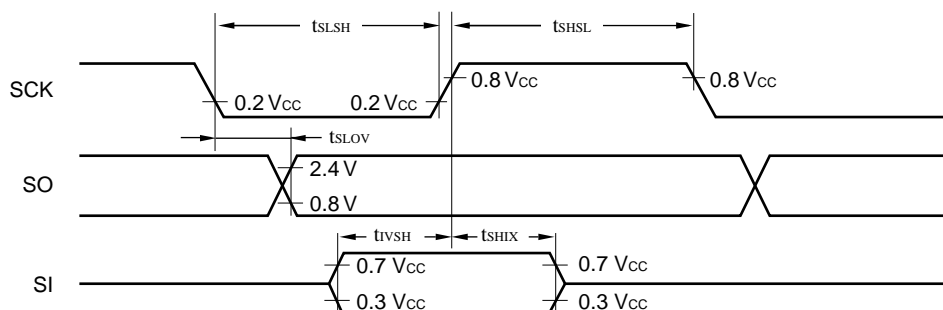 tSLSH
tSHSL
SCK
0.8 VCC
0.8 VCC
0.2 VCC
0.2 VCC
tSLOV
SO
2.4 V
0.8 V
tIVSH
tSHIX
0.7 VCC
0.7 VCC
SI
0.3 VCC
0.3 VCC